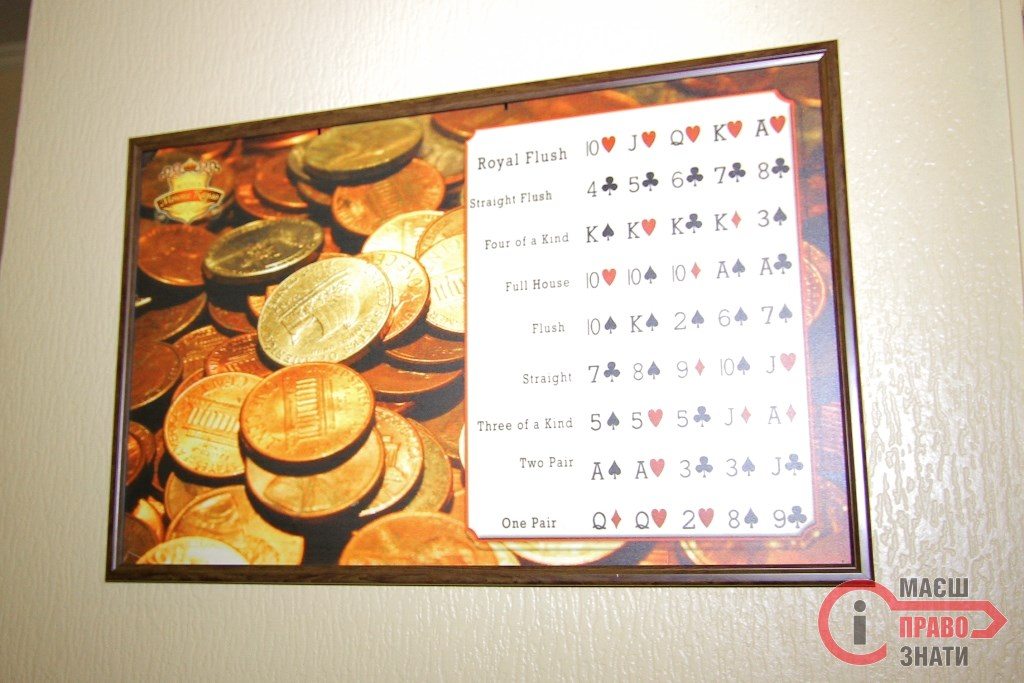 Royal Flush 10♥ J♥ Q♥ K♥ A♥
Straight Flush 4♣ 5♣ 6♣ 7♣ 8♣
Four of a Kind K♠ K♥ K♣ K♦ 3♠
Full House 10♥ 10♠ 10♦ A♠ A♣
Flush 10♠ K♠ 2♠ 6♠ 7♠
Straight 7♣ 8♠ 9♦ 10♠ J♥
Three of a Kind 5♠ 5♥ 5♣ J♦ A♦
Two Pair A♠ A♥ 3♣ 3♠ J♣
One Pair Q♦ Q♥ 2♥ 8♠ 9♣
i МАЄШ
ПРАВО
ЗНАТИ